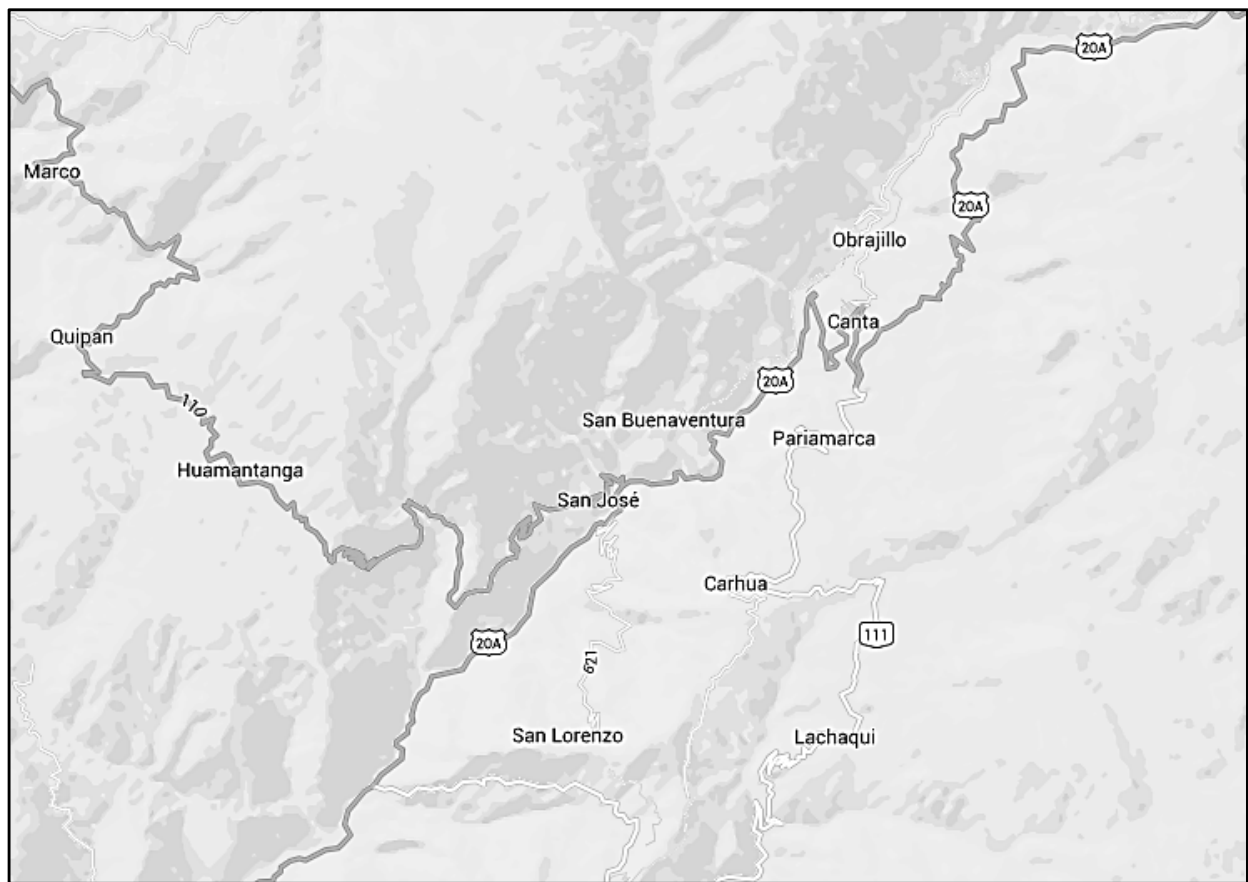 20A
Marco
20A
Obrajillo
Canta
Quipan
20A
110
San Buenaventura
Pariamarca
Huamantanga
San José
Carhua
111
20A
621
San Lorenzo
Lachaqui